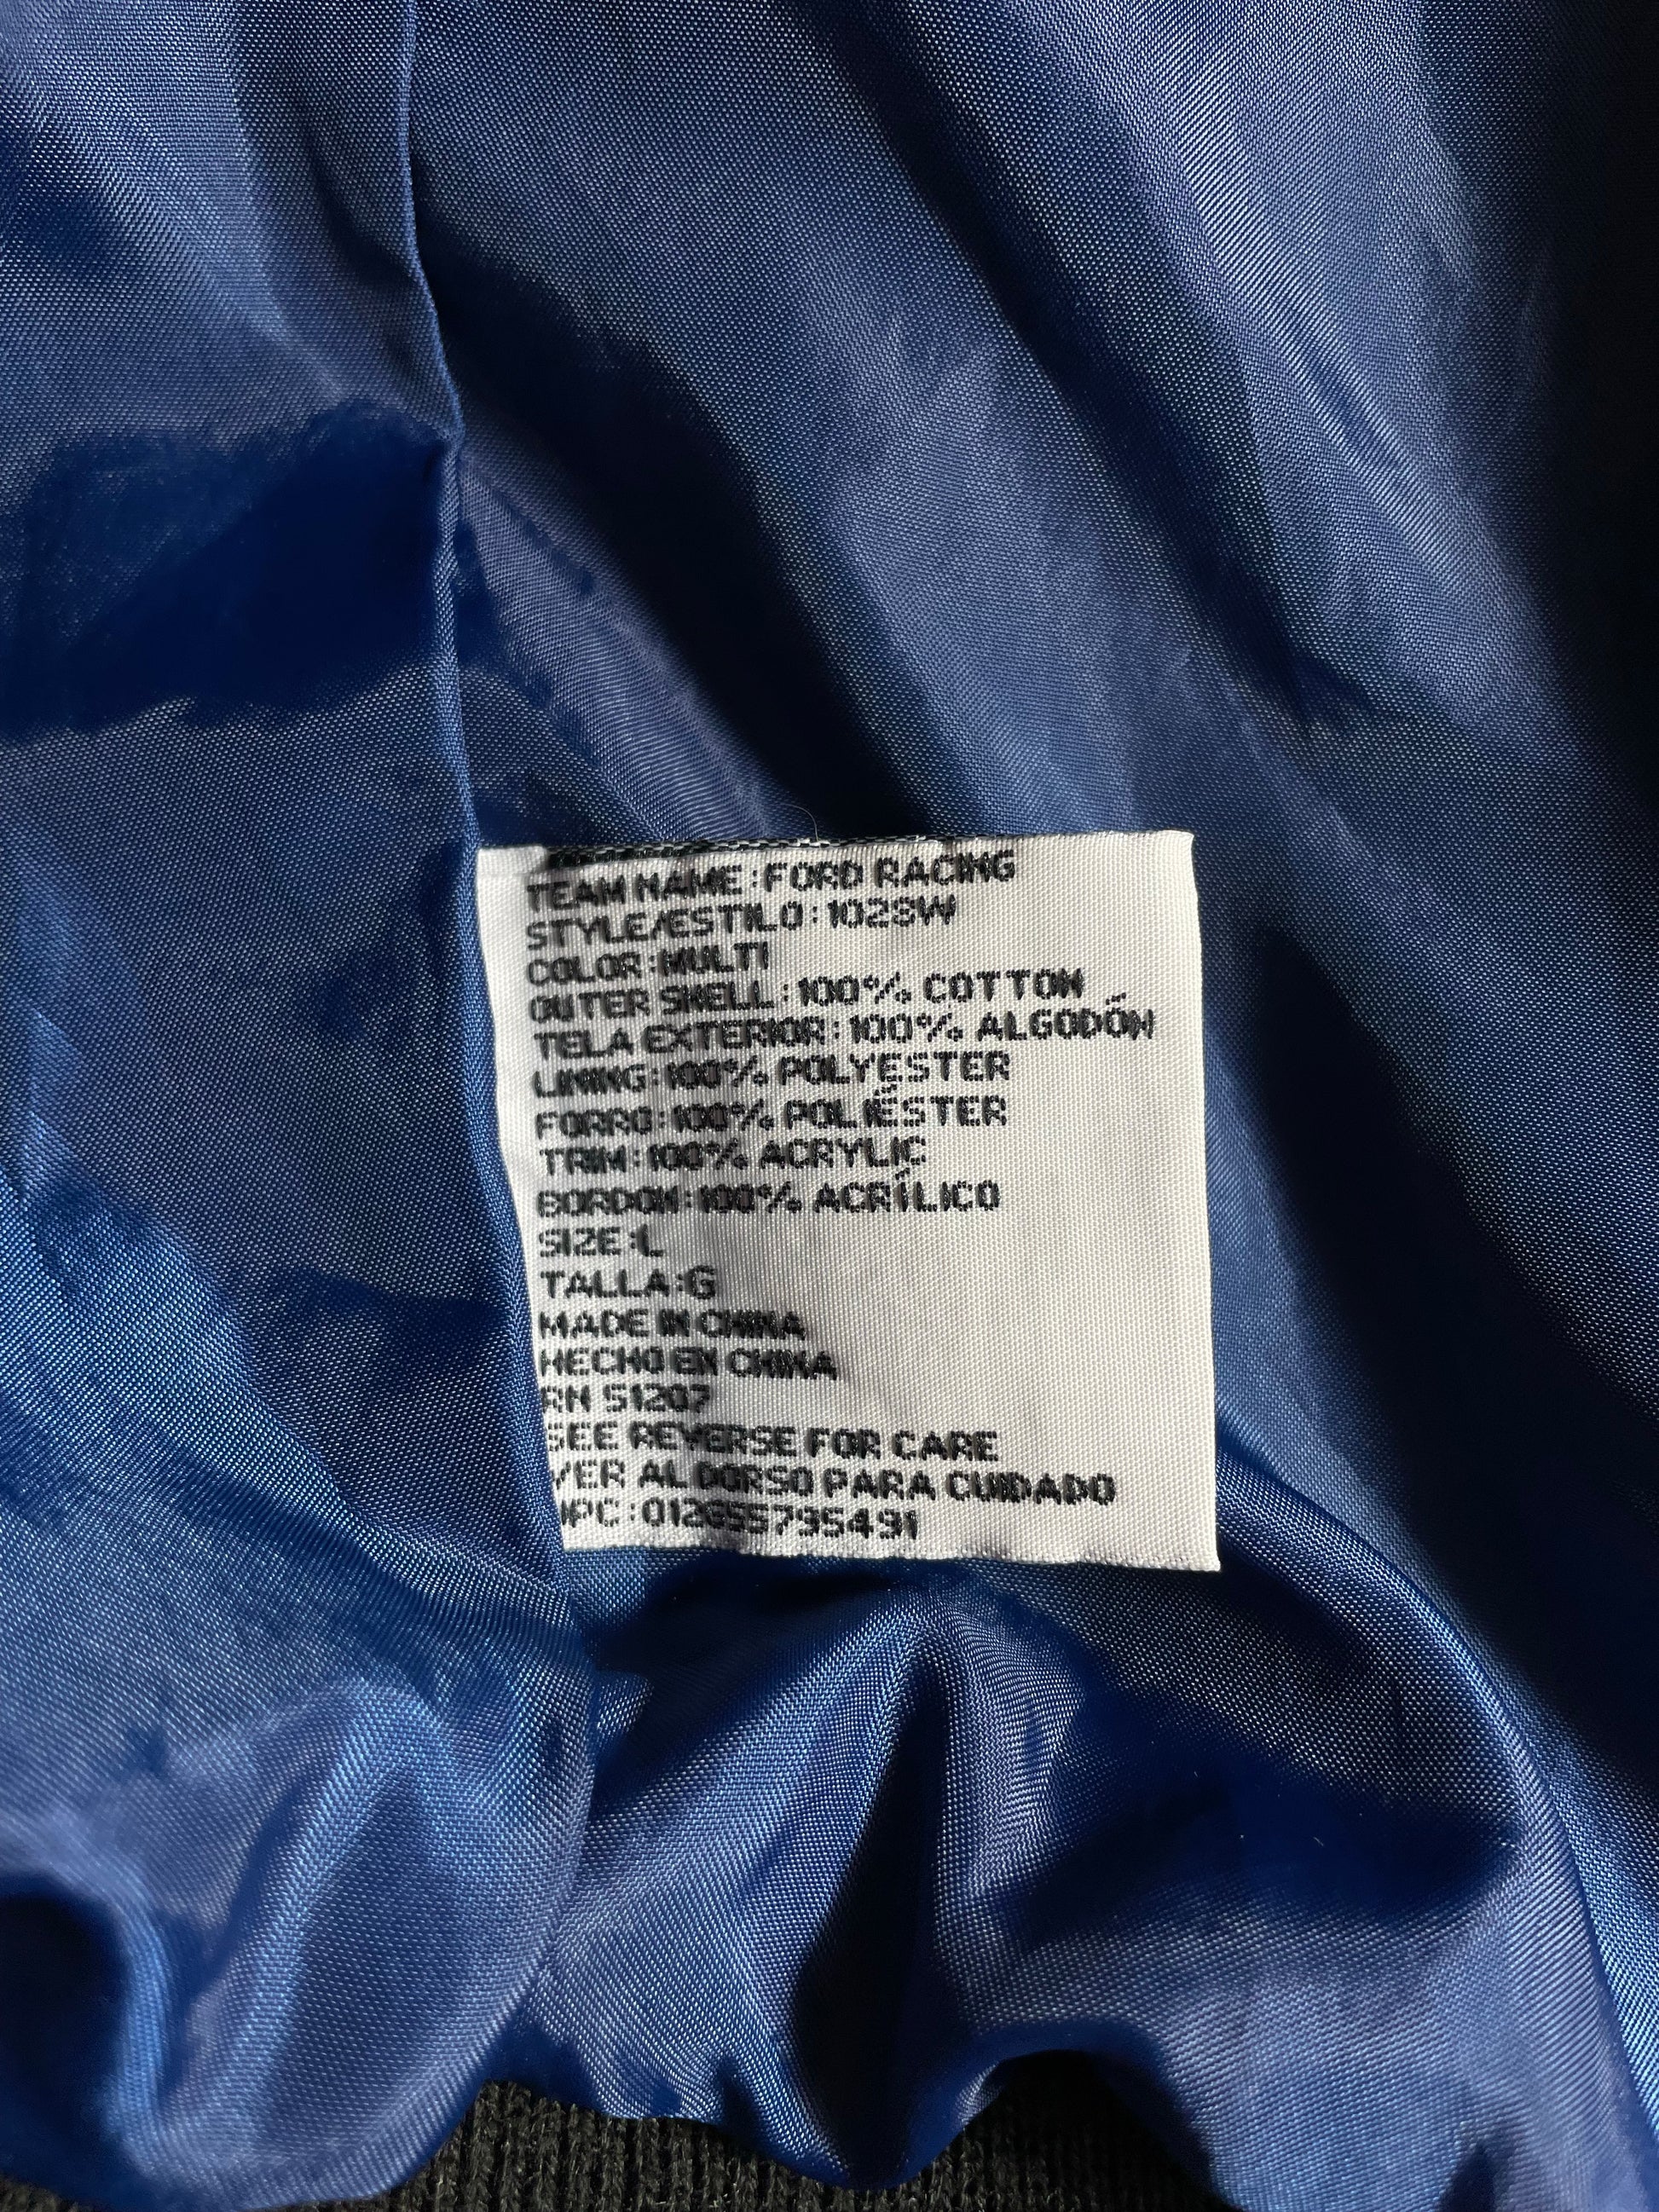 TEAM NAME:FORD RACING
STYLE/ESTILO:1028W
COLOR:MULTI
OUTER SHELL:100% COTTON
TELA EXTERIOR:100% ALGODÓN
LINING:100% POLYESTER
FORRO:100% POLIÉSTER
TRIM:100% ACRYLIC
BORDON:100% ACRÍLICO
SIZE:L
TALLA:G
MADE IN CHINA
HECHO EN CHINA
RN 51207
SEE REVERSE FOR CARE
VER AL DORSO PARA CUIDADO
UPC:012655795491